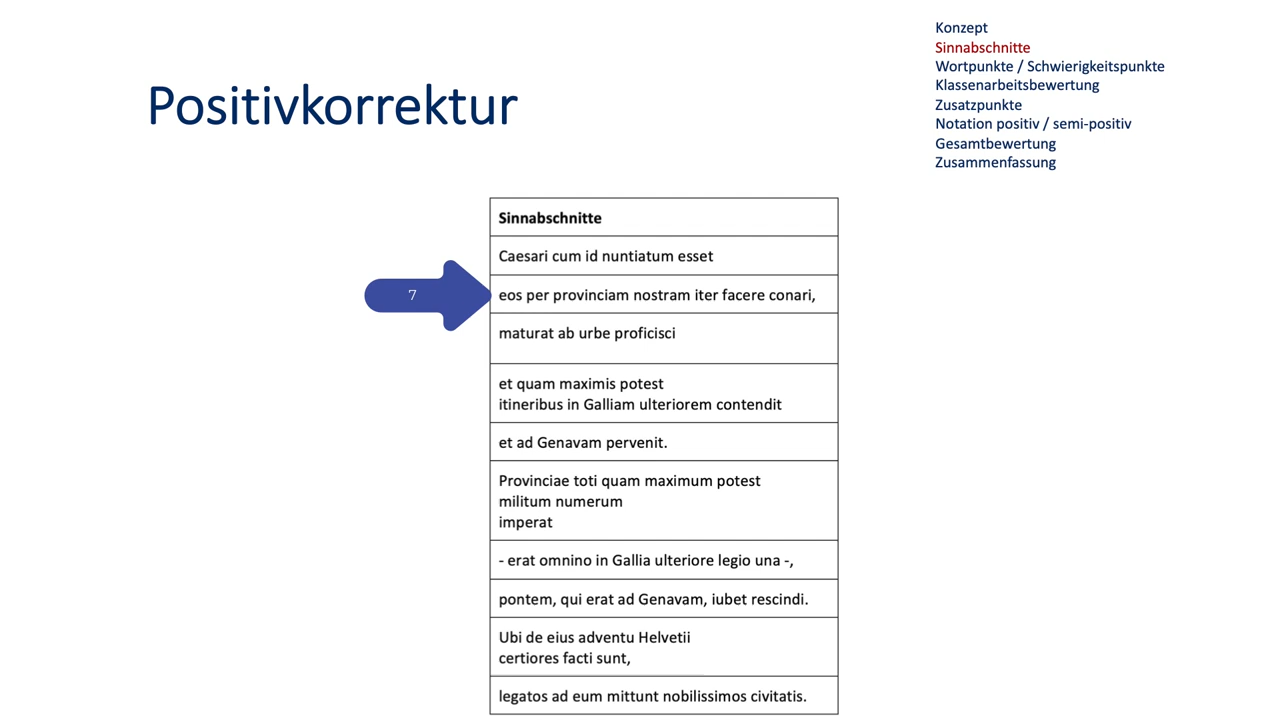 Konzept
Sinnabschnitte
Wortpunkte / Schwierigkeitspunkte
Klassenarbeitsbewertung
Zusatzpunkte
Notation positiv / semi-positiv
Gesamtbewertung
Zusammenfassung
Positivkorrektur
Sinnabschnitte
Caesari cum id nuntiatum esset
7
eos per provinciam nostram iter facere conari,
maturat ab urbe proficisci
et quam maximis potest
itineribus in Galliam ulteriorem contendit
et ad Genavam pervenit.
Provinciae toti quam maximum potest
militum numerum
imperat
- erat omnino in Gallia ulteriore legio una -,
pontem, qui erat ad Genavam, iubet rescindi.
Ubi de eius adventu Helvetii
certiores facti sunt,
legatos ad eum mittunt nobilissimos civitatis.